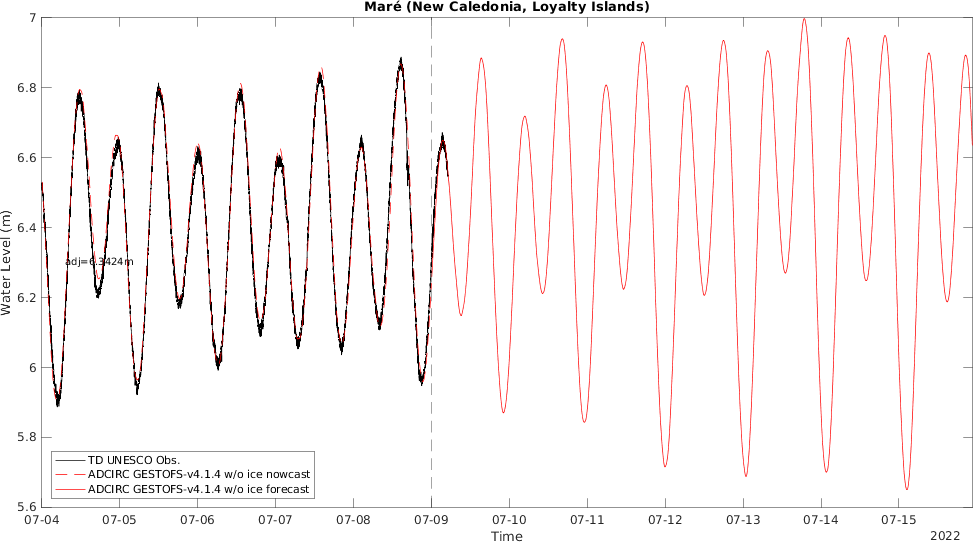 Maré (New Caledonia, Loyalty Islands)
7
6.8
6.6
6.4
6.2
6
5.8
5.6
Water Level (m)
adj=6.3424m
TD UNESCO Obs.
ADCIRC GESTOFS-v4.1.4 w/o ice nowcast
ADCIRC GESTOFS-v4.1.4 w/o ice forecast
07-04 07-05 07-06 07-07 07-08 07-09 07-10 07-11 07-12 07-13 07-14 07-15
Time
2022